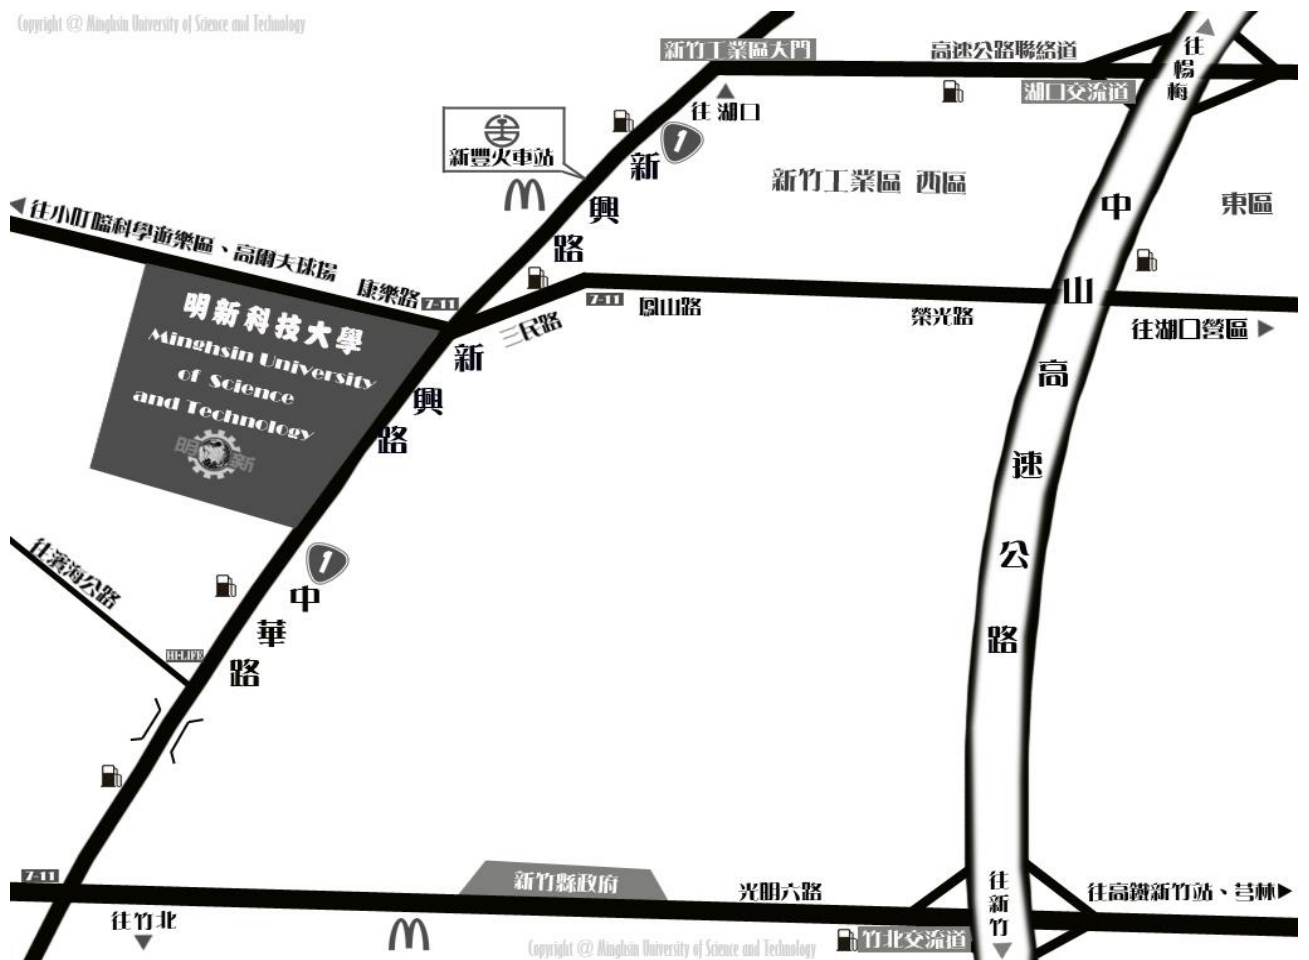 Copyright @ Minghsin University of Science and Technology
新竹工業區大門
高速公路聯絡道
往楊梅
湖口交流道
往 湖口
1
新豐火車站
新興路
新竹工業區 西區
東區
中山高速公路
往小叮噹科學遊樂區、高爾夫球場
康樂路
7-11
7-11
鳳山路
三民路
榮光路
往湖口營區
明新科技大學
Minghsin University
of Science
and Technology
明新
新興路
1
往濱海公路
中華路
HI-LIFE
7-11
新竹縣政府
光明六路
往新竹
往高鐵新竹站、芎林
往竹北
竹北交流道
Copyright @ Minghsin University of Science and Technology